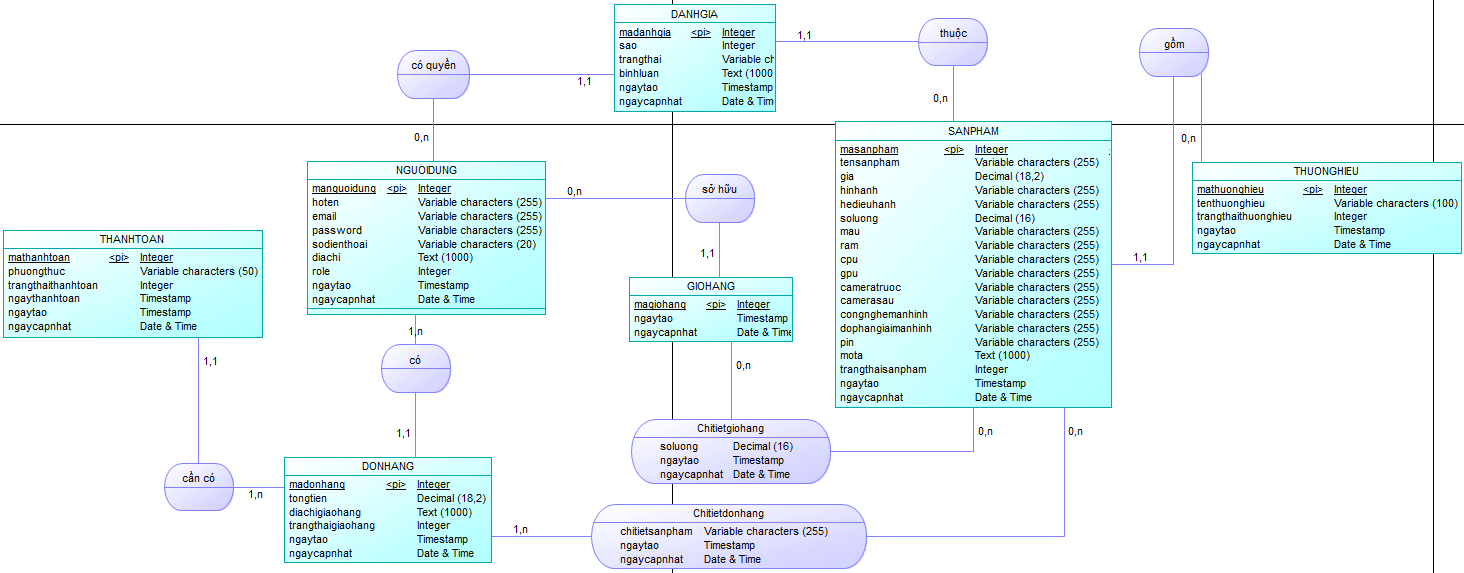 DANHGIA
madanhgia <pi> Integer
sao Integer
trangthai Variable ch
binhluan Text (1000
ngaytao Timestamp
ngaycapnhat Date & Tim
1,1
thuộc
0,n
gồm
0,n
1,1
có quyền
1,1
0,n
NGUOIDUNG
manguoidung <pi> Integer
hoten Variable characters (255)
email Variable characters (255)
password Variable characters (255)
sodienthoai Variable characters (20)
diachi Text (1000)
role Integer
ngaytao Timestamp
ngaycapnhat Date & Time
0,n
sở hữu
1,1
SANPHAM
masanpham <pi> Integer
tensanpham Variable characters (255)
gia Decimal (18,2)
hinhanh Variable characters (255)
hedieuhanh Variable characters (255)
soluong Decimal (16)
mau Variable characters (255)
ram Variable characters (255)
cpu Variable characters (255)
gpu Variable characters (255)
cameratruoc Variable characters (255)
camerasau Variable characters (255)
congnghemanhinh Variable characters (255)
dophangiaimanhinh Variable characters (255)
pin Variable characters (255)
mota Text (1000)
trangthaisanpham Integer
ngaytao Timestamp
ngaycapnhat Date & Time
THUONGHIEU
mathuonghieu <pi> Integer
tenthuonghieu Variable characters (100)
trangthaithuonghieu Integer
ngaytao Timestamp
ngaycapnhat Date & Time
THANHTOAN
mathanhtoan <pi> Integer
phuongthuc Variable characters (50)
trangthaithanhtoan Integer
ngaythanhtoan Timestamp
ngaytao Timestamp
ngaycapnhat Date & Time
1,1
GIOHANG
magiohang <pi> Integer
ngaytao Timestamp
ngaycapnhat Date & Time
0,n
1,n
có
1,1
Chitietgiohang
soluong Decimal (16)
ngaytao Timestamp
ngaycapnhat Date & Time
0,n
0,n
cần có
1,n
DONHANG
madonhang <pi> Integer
tongtien Decimal (18,2)
diachigiaohang Text (1000)
trangthaigiaohang Integer
ngaytao Timestamp
ngaycapnhat Date & Time
1,n
Chitietdonhang
chitietsanpham Variable characters (255)
ngaytao Timestamp
ngaycapnhat Date & Time